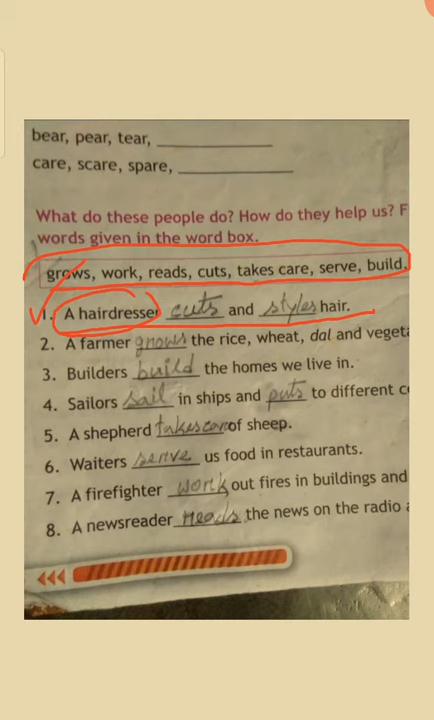 bear, pear, tear, ____________
care, scare, spare, ____________
What do these people do? How do they help us? F
words given in the word box.
grows, work, reads, cuts, takes care, serve, build.
1. A hairdresser cuts and styles hair.
2. A farmer grows the rice, wheat, dal and vegeta
3. Builders build the homes we live in.
4. Sailors sail in ships and puts to different c
5. A shepherd takes care of sheep.
6. Waiters serve us food in restaurants.
7. A firefighter work out fires in buildings and
8. A newsreader reads the news on the radio a